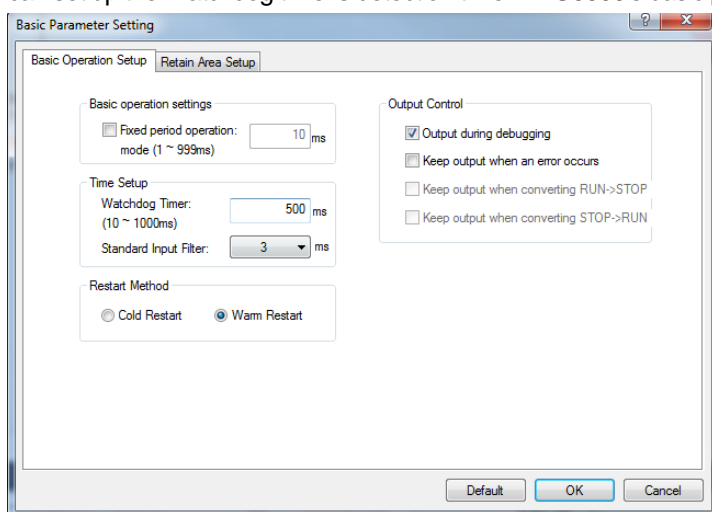 Basic Parameter Setting
Basic Operation Setup
Retain Area Setup
Basic operation settings
Fixed period operation:
mode (1 ~ 999ms)
10 ms
Time Setup
Watchdog Timer:
(10 ~ 1000ms)
500 ms
Standard Input Filter:
3 ms
Restart Method
Cold Restart
Warm Restart
Output Control
Output during debugging
Keep output when an error occurs
Keep output when converting RUN->STOP
Keep output when converting STOP->RUN
Default
OK
Cancel